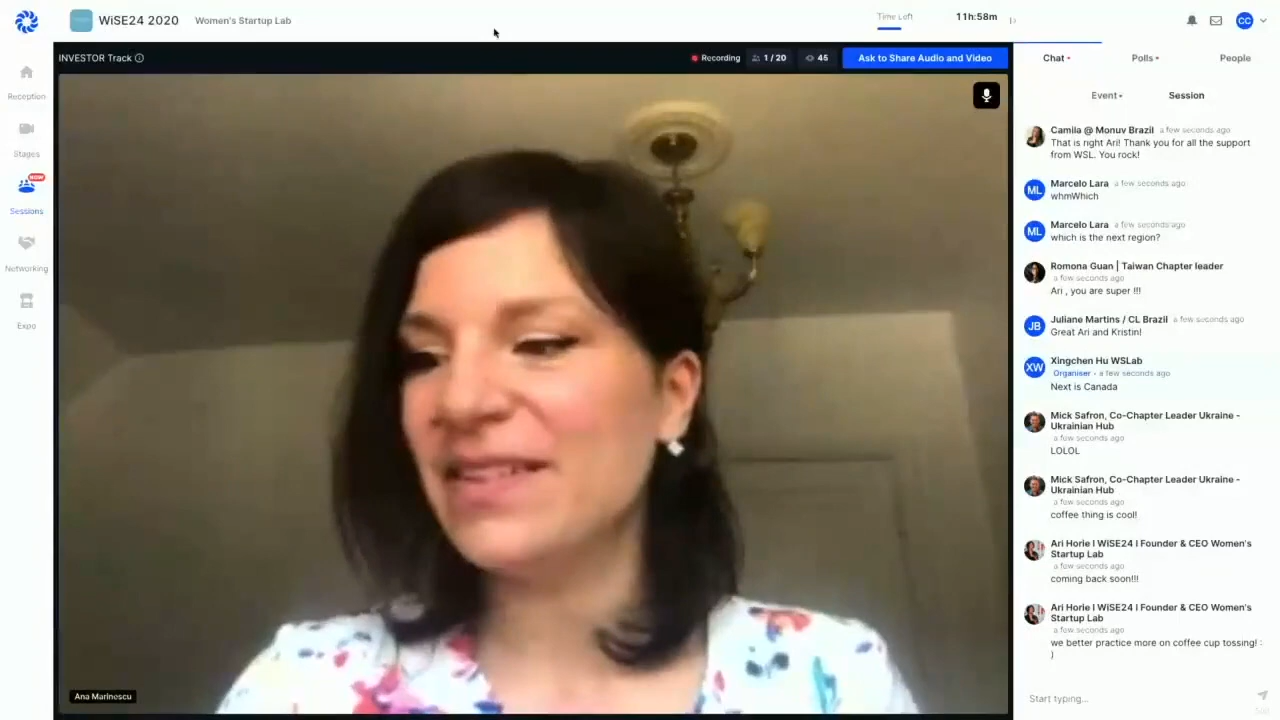 WiSE24 2020
Women's Startup Lab
Time Left
11h:58m
CC
Reception
Stages
NOW
Sessions
Networking
Expo
INVESTOR Track
Recording
1 / 20
45
Ask to Share Audio and Video
Ana Marinescu
Chat
Polls
People
Event
Session
Camila @ Monuv Brazil a few seconds ago
That is right Ari! Thank you for all the support
from WSL. You rock!
ML
Marcelo Lara a few seconds ago
whmWhich
ML
Marcelo Lara a few seconds ago
which is the next region?
Romona Guan | Taiwan Chapter leader
a few seconds ago
Ari , you are super !!!
JB
Juliane Martins / CL Brazil a few seconds ago
Great Ari and Kristin!
XW
Xingchen Hu WSLab
Organiser • a few seconds ago
Next is Canada
Mick Safron, Co-Chapter Leader Ukraine -
Ukrainian Hub
a few seconds ago
LOLOL
Mick Safron, Co-Chapter Leader Ukraine -
Ukrainian Hub
a few seconds ago
coffee thing is cool!
Ari Horie I WiSE24 I Founder & CEO Women's
Startup Lab
a few seconds ago
coming back soon!!!
Ari Horie I WiSE24 I Founder & CEO Women's
Startup Lab
a few seconds ago
we better practice more on coffee cup tossing! :
)
Start typing...